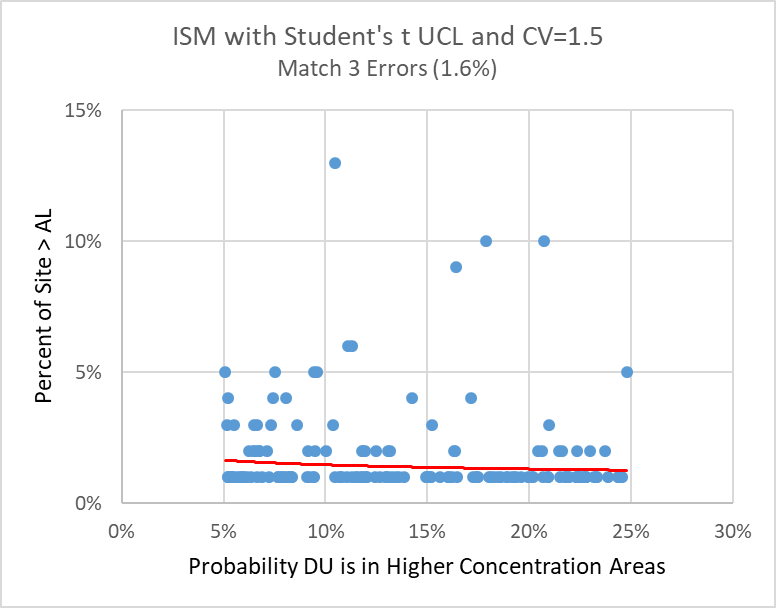 ISM with Student's t UCL and CV=1.5
Match 3 Errors (1.6%)
15%
10%
5%
0%
Percent of Site > AL
0% 5% 10% 15% 20% 25% 30%
Probability DU is in Higher Concentration Areas